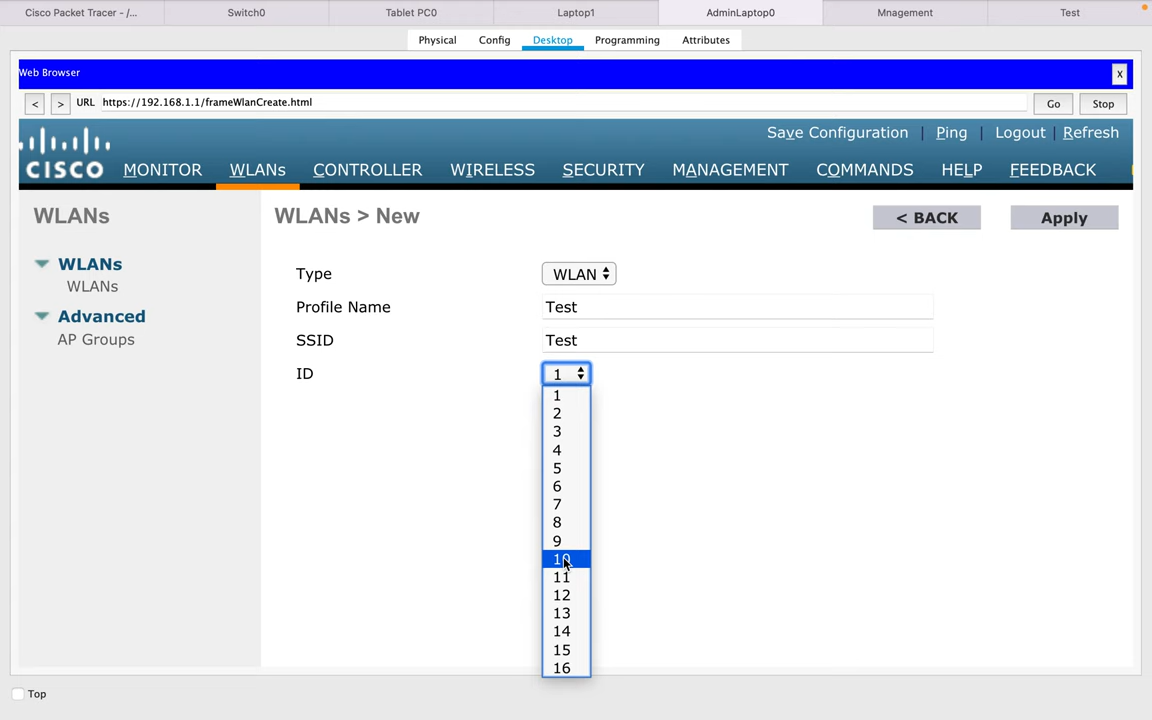 Cisco Packet Tracer - /... Switch0 Tablet PC0 Laptop1 AdminLaptop0 Mnagement Test
Physical Config Desktop Programming Attributes
Web Browser X
< > URL https://192.168.1.1/frameWlanCreate.html Go Stop
Save Configuration | Ping | Logout | Refresh
CISCO MONITOR WLANs CONTROLLER WIRELESS SECURITY MANAGEMENT COMMANDS HELP FEEDBACK
WLANs
WLANs
WLANs
Advanced
AP Groups
WLANs > New < BACK Apply
Type WLAN
Profile Name Test
SSID Test
ID 1
1
2
3
4
5
6
7
8
9
10
11
12
13
14
15
16
Top